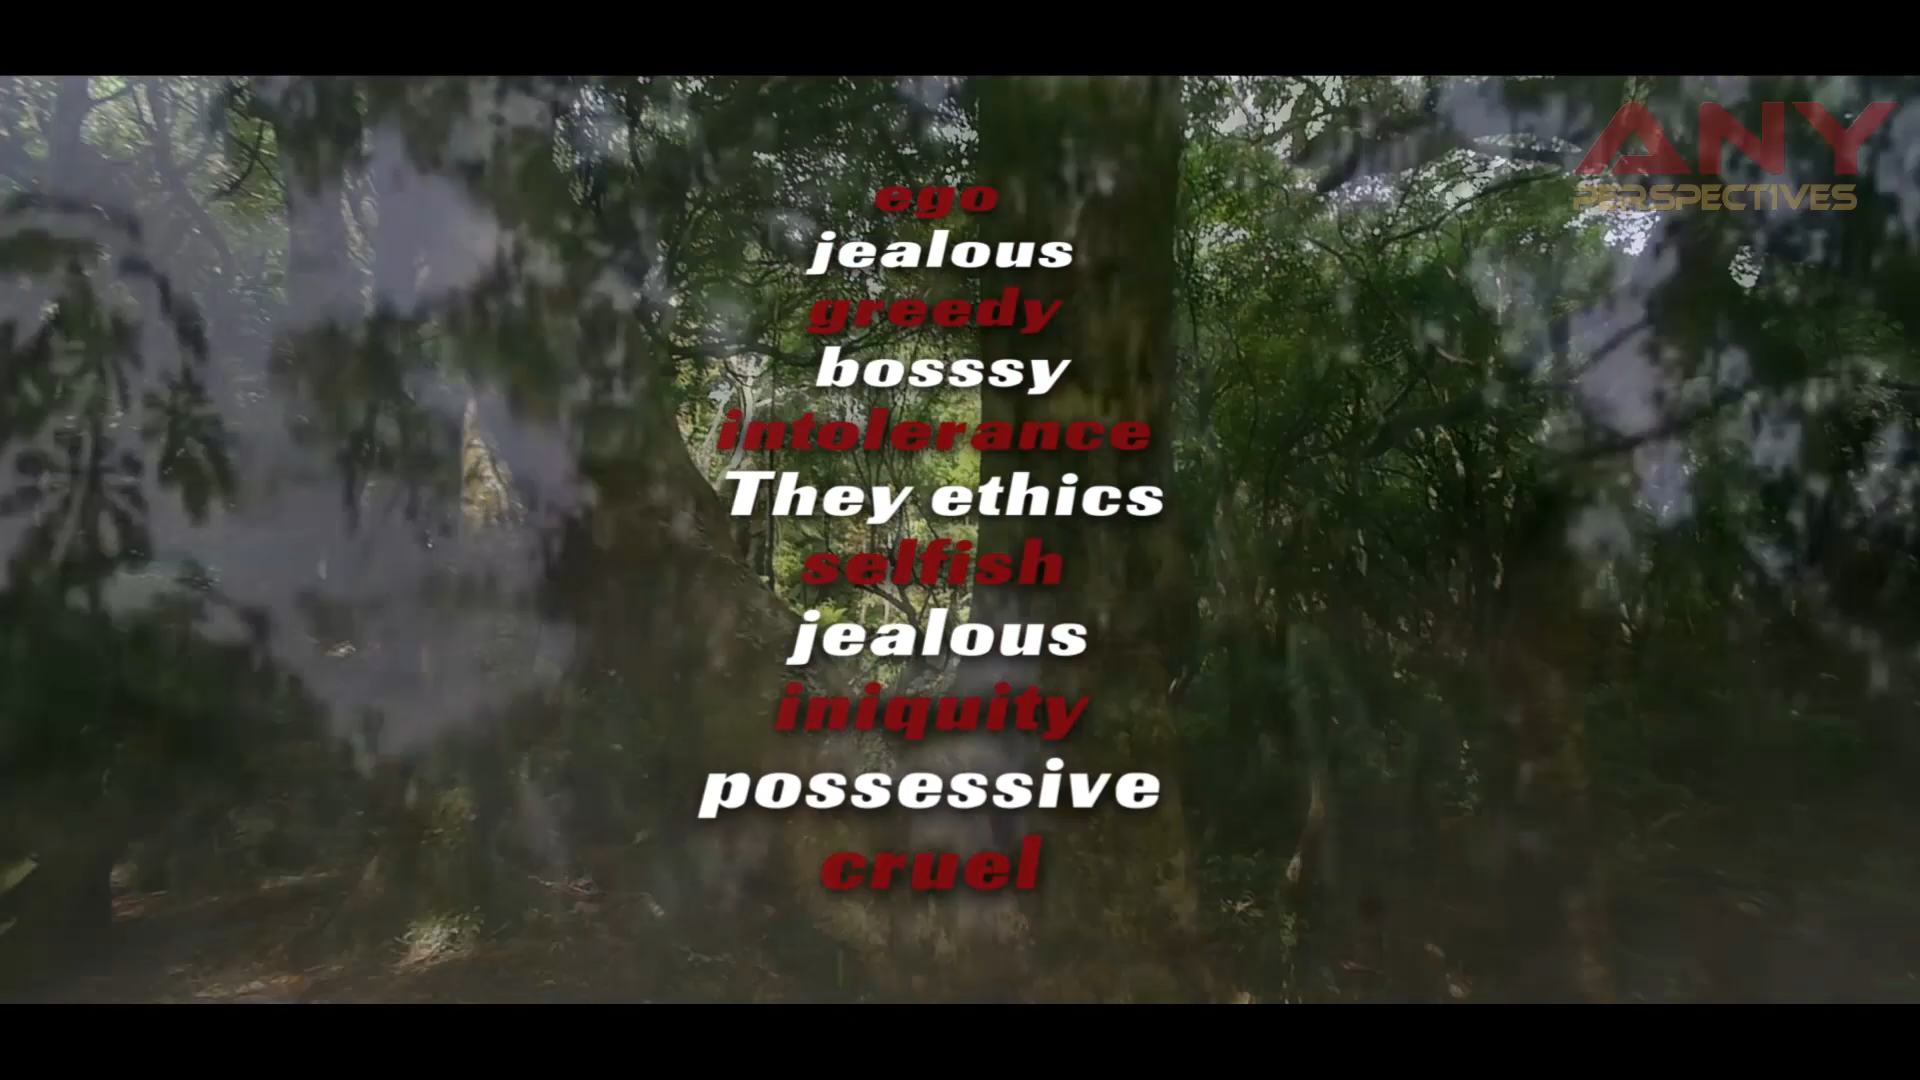 ANY
PERSPECTIVES
ego
jealous
greedy
bosssy
intolerance
They ethics
selfish
jealous
iniquity
possessive
cruel